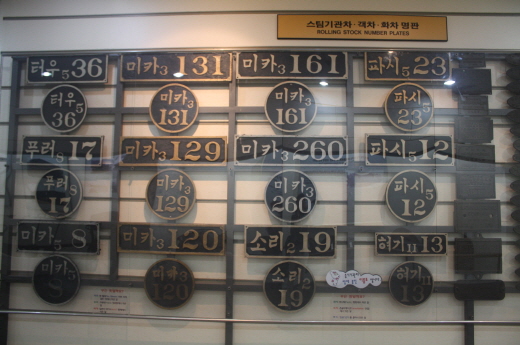 스팀기관차·객차·화차 명판
ROLLING STOCK NUMBER PLATES
터우5 36
미카3 131
미카3 161
파시5 23
터우5 36
미카3 131
미카3 161
파시5 23
푸러8 17
미카3 129
미카3 260
파시5 12
푸러8 17
미카3 129
미카3 260
파시5 12
미카5 8
미카3 120
소리2 19
허기11 13
미카5 8
미카3 120
소리2 19
허기11 13